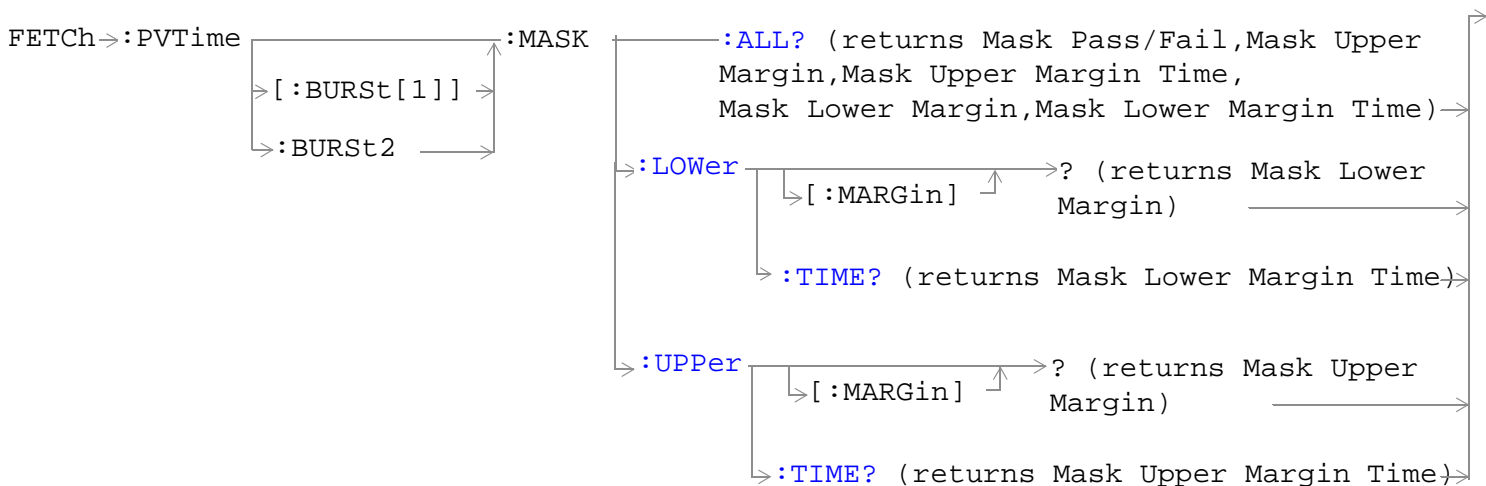 FETCh :PVTime :MASK :ALL? (returns Mask Pass/Fail,Mask Upper
Margin,Mask Upper Margin Time,
[:BURSt[1]]
Mask Lower Margin,Mask Lower Margin Time)
:BURSt2
:LOWer ? (returns Mask Lower
[:MARGin] Margin)
:TIME? (returns Mask Lower Margin Time)
:UPPer ? (returns Mask Upper
[:MARGin] Margin)
:TIME? (returns Mask Upper Margin Time)